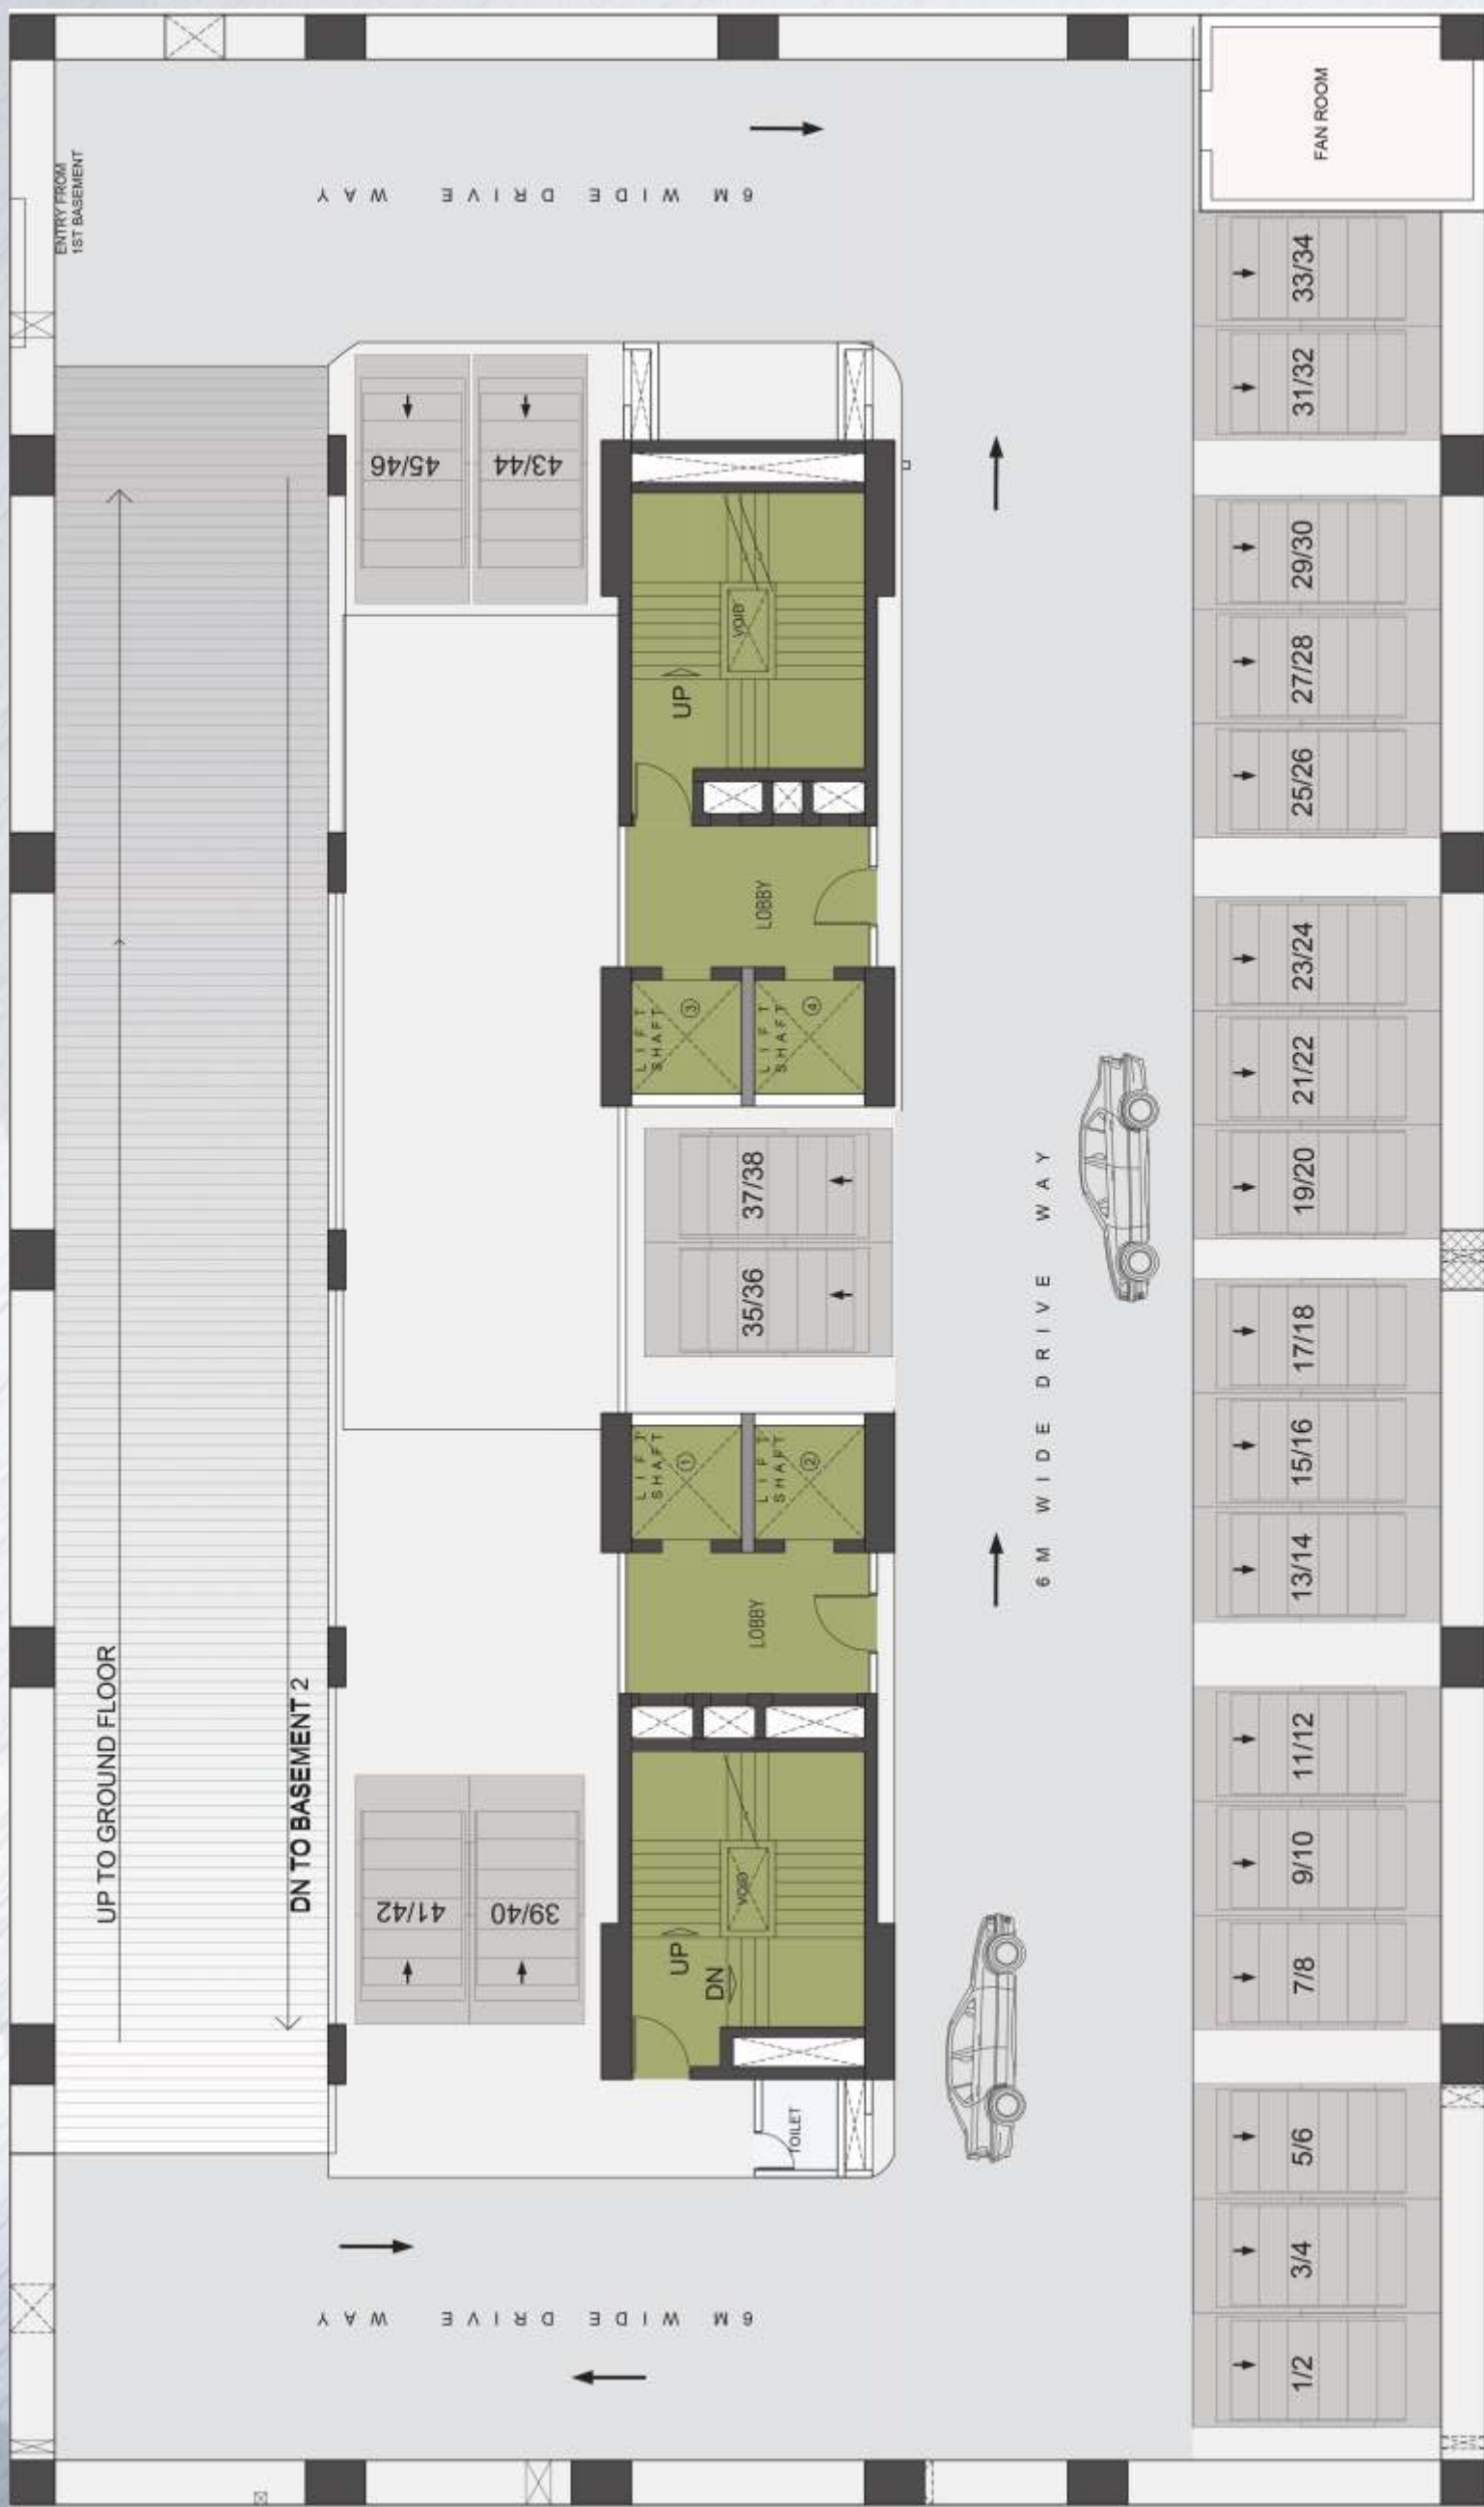 ENTRY FROM
1ST BASEMENT
6M WIDE DRIVE WAY
FAN ROOM
UP TO GROUND FLOOR
DN TO BASEMENT 2
45/46
43/44
VOID
UP
LOBBY
LIFT
SHAFT
3
LIFT
SHAFT
4
37/38
35/36
LIFT
SHAFT
1
LIFT
SHAFT
2
LOBBY
41/42
39/40
VOID
UP
DN
TOILET
6M WIDE DRIVE WAY
6M WIDE DRIVE WAY
33/34
31/32
29/30
27/28
25/26
23/24
21/22
19/20
17/18
15/16
13/14
11/12
9/10
7/8
5/6
3/4
1/2